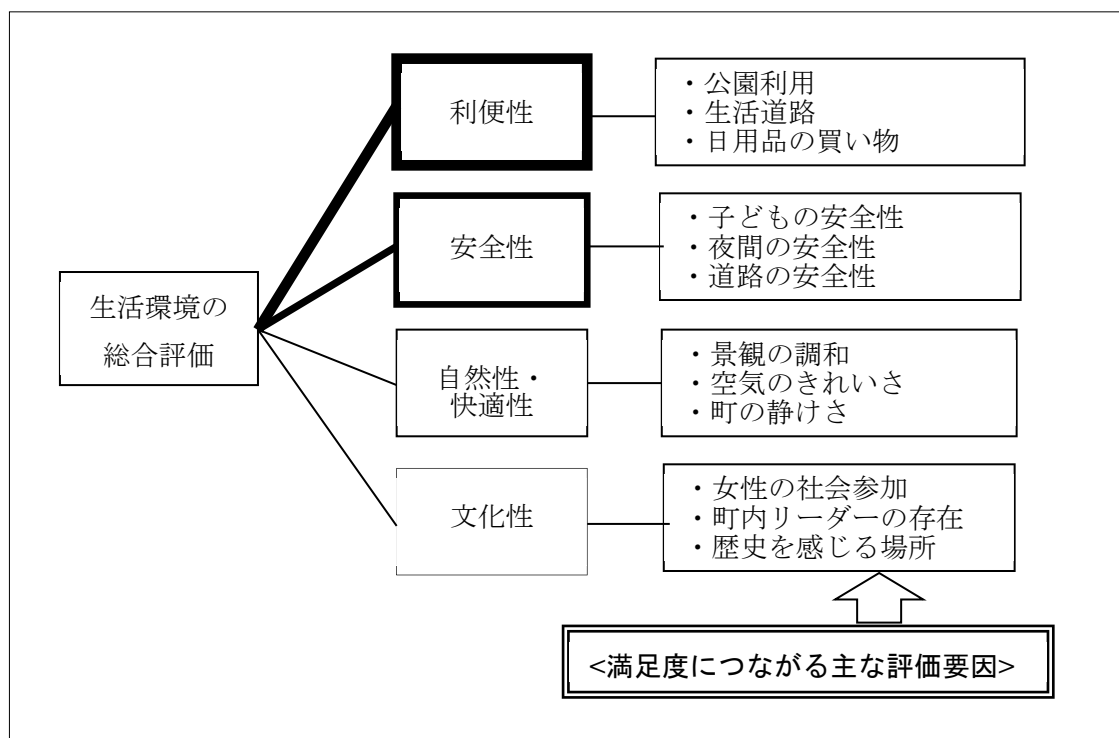 利便性
・公園利用
・生活道路
・日用品の買い物
安全性
・子どもの安全性
・夜間の安全性
・道路の安全性
生活環境の
総合評価
自然性・
快適性
・景観の調和
・空気のきれいさ
・町の静けさ
文化性
・女性の社会参加
・町内リーダーの存在
・歴史を感じる場所
<満足度につながる主な評価要因>